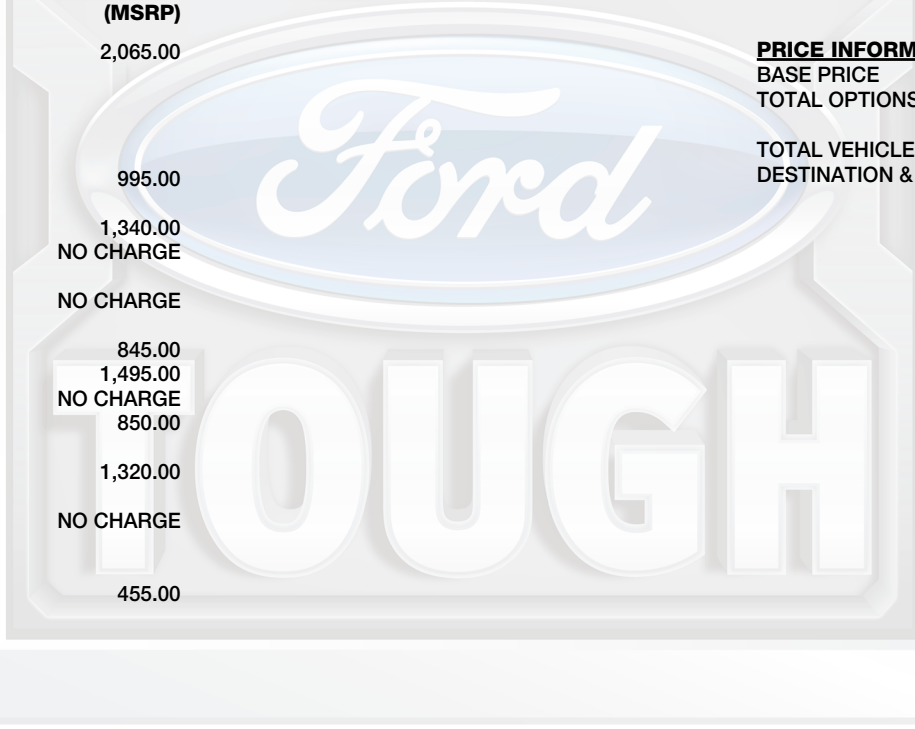 (MSRP)
2,065.00
995.00
1,340.00
NO CHARGE
NO CHARGE
845.00
1,495.00
NO CHARGE
850.00
1,320.00
NO CHARGE
455.00
PRICE INFORM
BASE PRICE
TOTAL OPTIONS
TOTAL VEHICLE
DESTINATION &
Ford
TOUGH